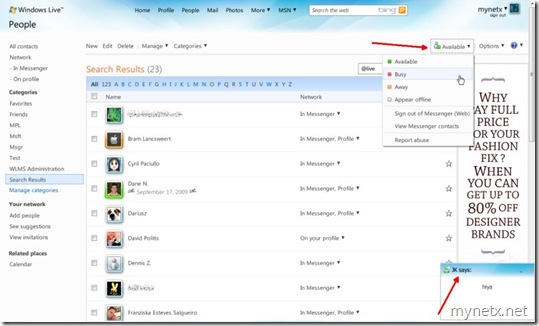 Windows Live™
Home Profile People Mail Photos More ▾ MSN ▾
Search the web
bing
mynetx
sign out
People
All contacts
Network
- In Messenger
- On profile
Categories
Favorites
Friends
MPL
Msft
Msgr
Test
WLMS Administration
Search Results
Manage categories
Your network
Add people
See suggestions
View invitations
Related places
Calendar
New Edit Delete Manage ▾ Categories ▾
Available ▾
Options ▾
Search Results (23)
@live
All 123 A B C D E F G H I J K L M N O P Q R S T U V W X Y Z
Name
Network
In Messenger ▾
Bram Lancsweert
In Messenger ▾
Cyril Paciullo
In Messenger, Profile ▾
Dane N.
September 17, 2009
In Messenger, Profile ▾
Dariusz
In Messenger, Profile ▾
David Politts
On your profile ▾
Dennis Z.
In Messenger, Profile ▾
In Messenger ▾
Franziska Esteves Salgueiro
In Messenger, Profile ▾
Available
Busy
Away
Appear offline
Sign out of Messenger (Web)
View Messenger contacts
Report abuse
WHY
PAY FULL
PRICE
FOR YOUR
FASHION
FIX ?
WHEN
YOU CAN
GET UP TO
80% OFF
DESIGNER
BRANDS
JK says:
hiya
mynetx.net